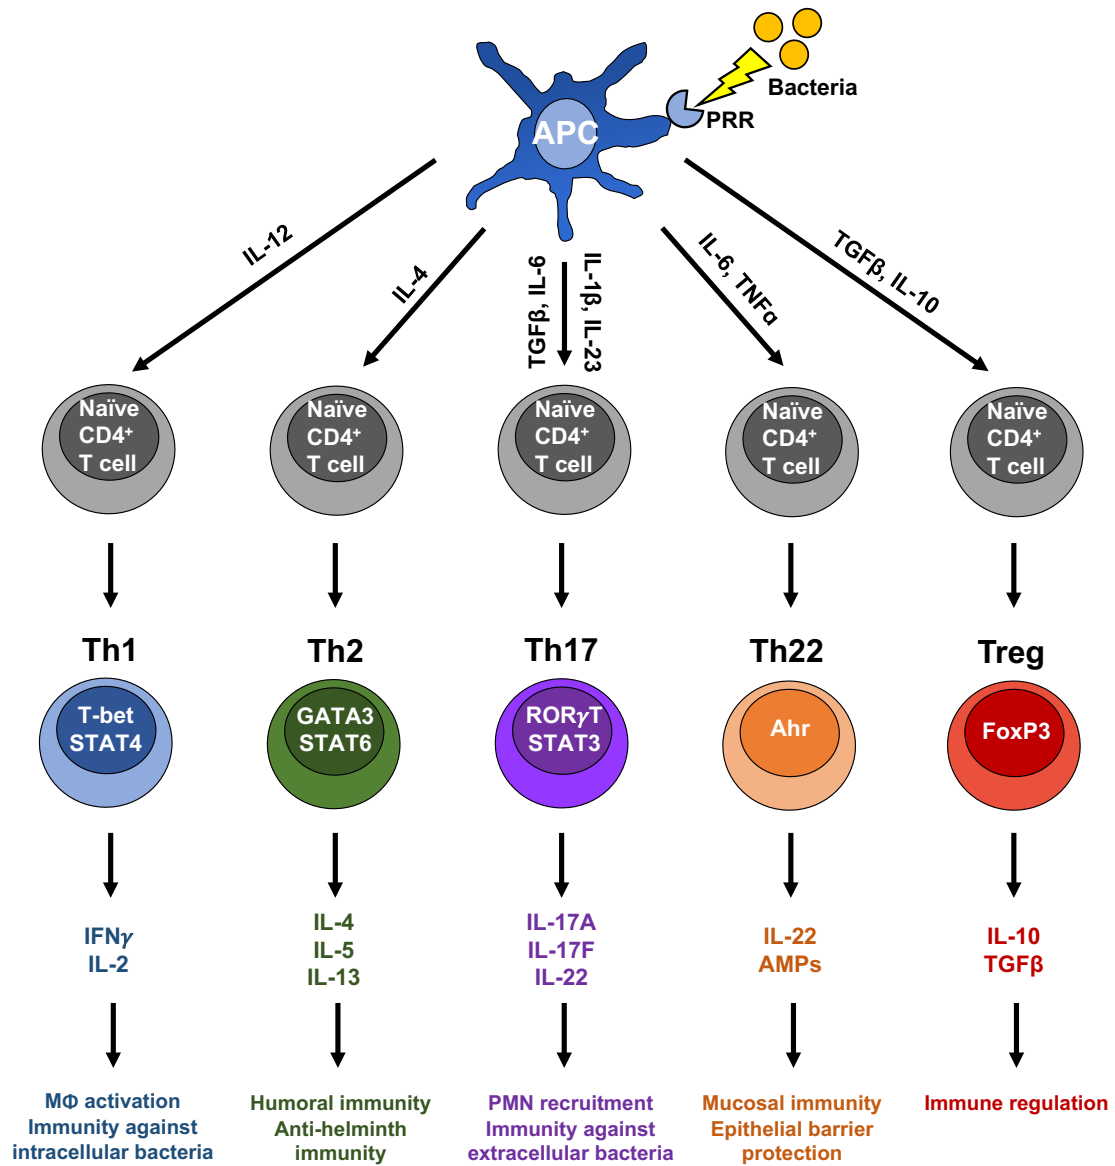 Bacteria
PRR
APC
IL-12
IL-4
TGFβ, IL-6
IL-1β, IL-23
IL-6, TNFα
TGFβ, IL-10
Naïve
CD4+
T cell
Naïve
CD4+
T cell
Naïve
CD4+
T cell
Naïve
CD4+
T cell
Naïve
CD4+
T cell
Th1
Th2
Th17
Th22
Treg
T-bet
STAT4
GATA3
STAT6
RORγT
STAT3
Ahr
FoxP3
IFNγ
IL-2
IL-4
IL-5
IL-13
IL-17A
IL-17F
IL-22
IL-22
AMPs
IL-10
TGFβ
MΦ activation
Immunity against
intracellular bacteria
Humoral immunity
Anti-helminth
immunity
PMN recruitment
Immunity against
extracellular bacteria
Mucosal immunity
Epithelial barrier
protection
Immune regulation